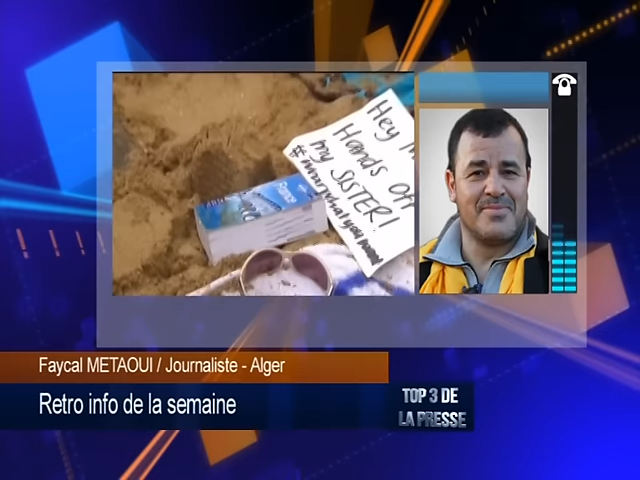 Hey
Hands OFF
my SISTER!
France
Faycal METAOUI / Journaliste - Alger
Retro info de la semaine
TOP 3 DE
LA PRESSE